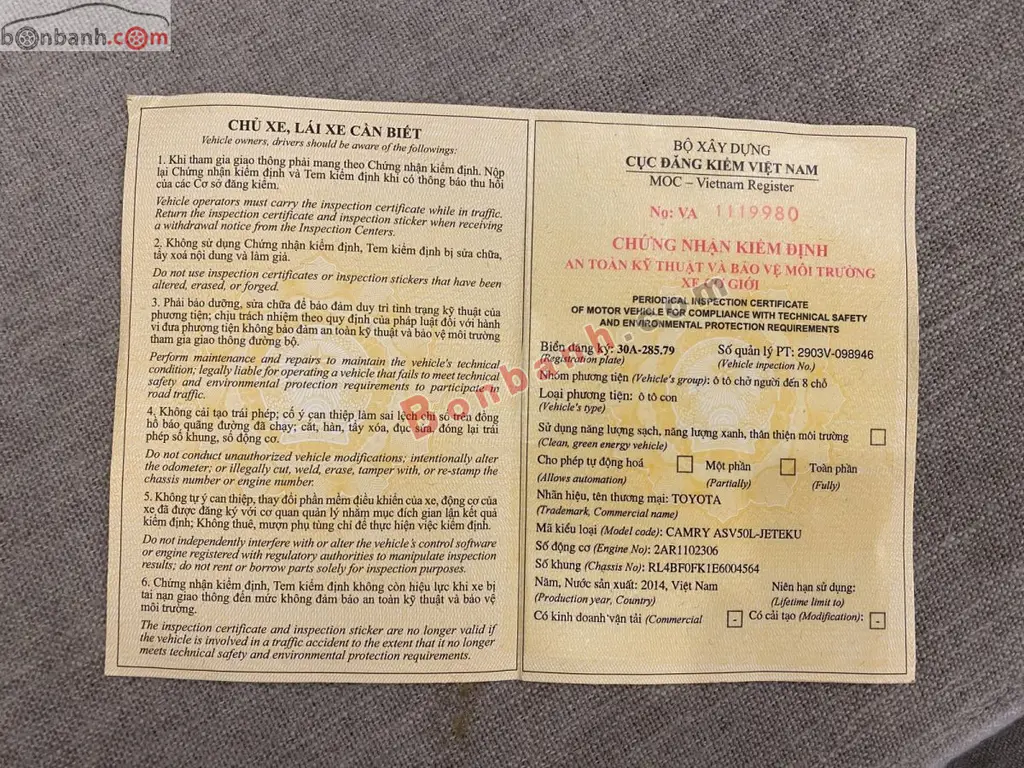 bonbanh.com
CHỦ XE, LÁI XE CẦN BIẾT
Vehicle owners, drivers should be aware of the followings:
1. Khi tham gia giao thông phải mang theo Chứng nhận kiểm định. Nộp
lại Chứng nhận kiểm định và Tem kiểm định khi có thông báo thu hồi
của các Cơ sở đăng kiểm.
Vehicle operators must carry the inspection certificate while in traffic.
Return the inspection certificate and inspection sticker when receiving
a withdrawal notice from the Inspection Centers.
2. Không sử dụng Chứng nhận kiểm định, Tem kiểm định bị sửa chữa,
tẩy xoá nội dung và làm giả.
Do not use inspection certificates or inspection stickers that have been
altered, erased, or forged.
3. Phải bảo dưỡng, sửa chữa để bảo đảm duy trì tình trạng kỹ thuật của
phương tiện; chịu trách nhiệm theo quy định của pháp luật đối với hành
vi đưa phương tiện không bảo đảm an toàn kỹ thuật và bảo vệ môi trường
tham gia giao thông đường bộ.
Perform maintenance and repairs to maintain the vehicle's technical
condition; legally liable for operating a vehicle that fails to meet technical
safety and environmental protection requirements to participate in
road traffic.
4. Không cải tạo trái phép; cố ý can thiệp làm sai lệch chỉ số trên đồng
hồ báo quãng đường đã chạy; cắt, hàn, tẩy xóa, đục sửa, đóng lại trái
phép số khung, số động cơ.
Do not conduct unauthorized vehicle modifications; intentionally alter
the odometer; or illegally cut, weld, erase, tamper with, or re-stamp the
chassis number or engine number.
5. Không tự ý can thiệp, thay đổi phần mềm điều khiển của xe, động cơ của
xe đã được đăng ký với cơ quan quản lý nhằm mục đích gian lận kết quả
kiểm định; Không thuê, mượn phụ tùng chỉ để thực hiện việc kiểm định.
Do not independently interfere with or alter the vehicle's control software
or engine registered with regulatory authorities to manipulate inspection
results; do not rent or borrow parts solely for inspection purposes.
6. Chứng nhận kiểm định, Tem kiểm định không còn hiệu lực khi xe bị
tai nạn giao thông đến mức không đảm bảo an toàn kỹ thuật và bảo vệ
môi trường.
The inspection certificate and inspection sticker are no longer valid if
the vehicle is involved in a traffic accident to the extent that it no longer
meets technical safety and environmental protection requirements.
BỘ XÂY DỰNG
CỤC ĐĂNG KIỂM VIỆT NAM
MOC – Vietnam Register
No: VA 1119980
CHỨNG NHẬN KIỂM ĐỊNH
AN TOÀN KỸ THUẬT VÀ BẢO VỆ MÔI TRƯỜNG
XE CƠ GIỚI
PERIODICAL INSPECTION CERTIFICATE
OF MOTOR VEHICLE FOR COMPLIANCE WITH TECHNICAL SAFETY
AND ENVIRONMENTAL PROTECTION REQUIREMENTS
Biển đăng ký: 30A-285.79 Số quản lý PT: 2903V-098946
(Registration plate) (Vehicle inspection No.)
Nhóm phương tiện (Vehicle's group): ô tô chở người đến 8 chỗ
Loại phương tiện: ô tô con
(Vehicle's type)
Sử dụng năng lượng sạch, năng lượng xanh, thân thiện môi trường
(Clean, green energy vehicle)
Cho phép tự động hoá Một phần Toàn phần
(Allows automation) (Partially) (Fully)
Nhãn hiệu, tên thương mại: TOYOTA
(Trademark, Commercial name)
Mã kiểu loại (Model code): CAMRY ASV50L-JETEKU
Số động cơ (Engine No): 2AR1102306
Số khung (Chassis No): RL4BF0FK1E6004564
Năm, Nước sản xuất: 2014, Việt Nam Niên hạn sử dụng:
(Production year, Country) (Lifetime limit to)
Có kinh doanh vận tải (Commercial - Có cải tạo (Modification): -
Bonbanh.com